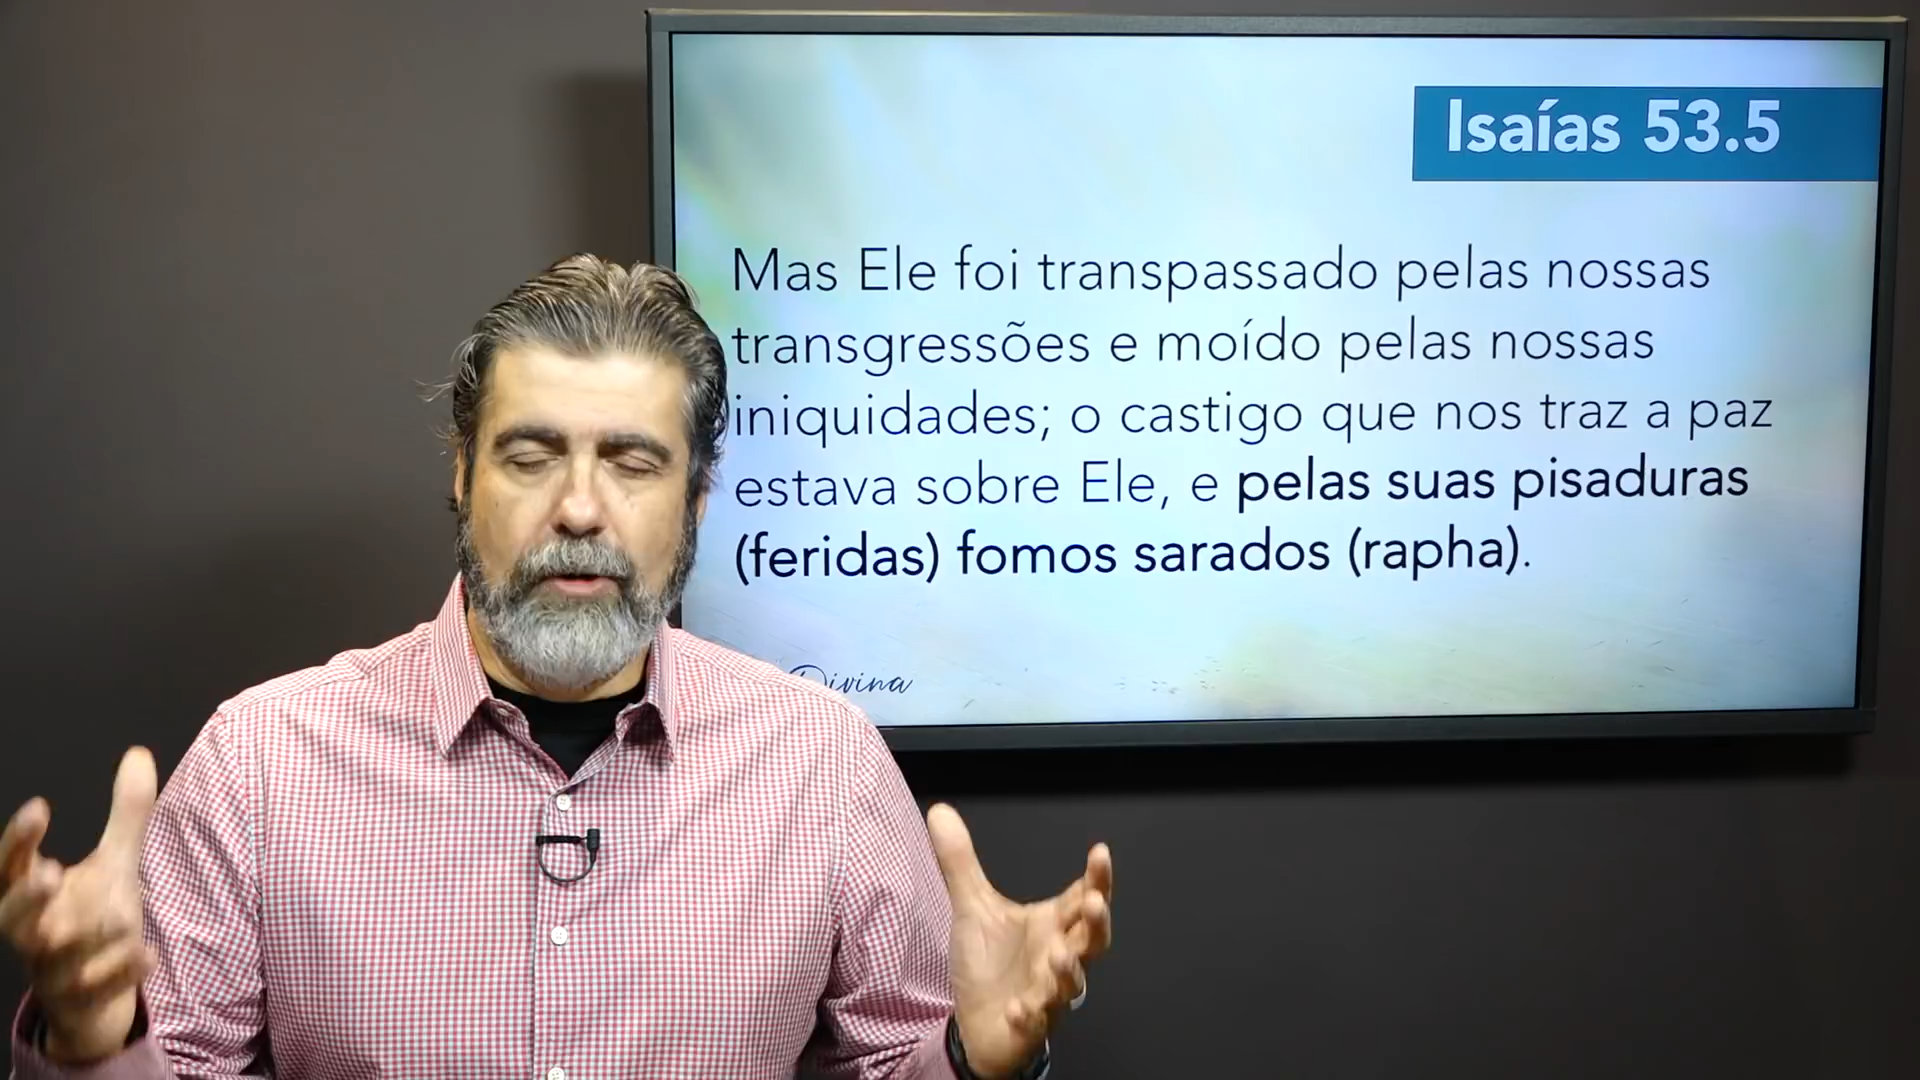 Isaías 53.5
Mas Ele foi transpassado pelas nossas
transgressões e moído pelas nossas
iniquidades; o castigo que nos traz a paz
estava sobre Ele, e pelas suas pisaduras
(feridas) fomos sarados (rapha).
Divina